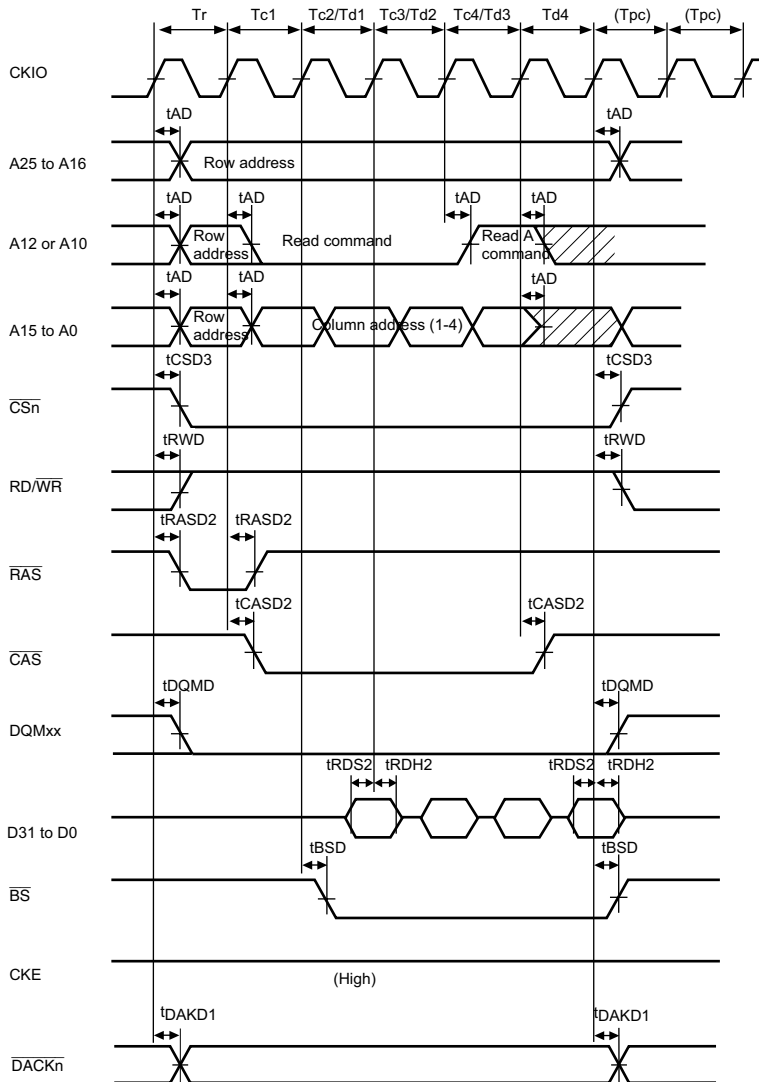 Tr Tc1 Tc2/Td1 Tc3/Td2 Tc4/Td3 Td4 (Tpc) (Tpc)
CKIO
tAD tAD
A25 to A16 Row address
tAD tAD tAD tAD
A12 or A10 Row address Read command Read A command
tAD tAD tAD
A15 to A0 Row address Column address (1-4)
tCSD3 tCSD3
CSn
tRWD tRWD
RD/WR
tRASD2 tRASD2
RAS
tCASD2 tCASD2
CAS
tDQMD tDQMD
DQMxx
tRDS2 tRDH2 tRDS2 tRDH2
D31 to D0
tBSD tBSD
BS
CKE (High)
tDAKD1 tDAKD1
DACKn